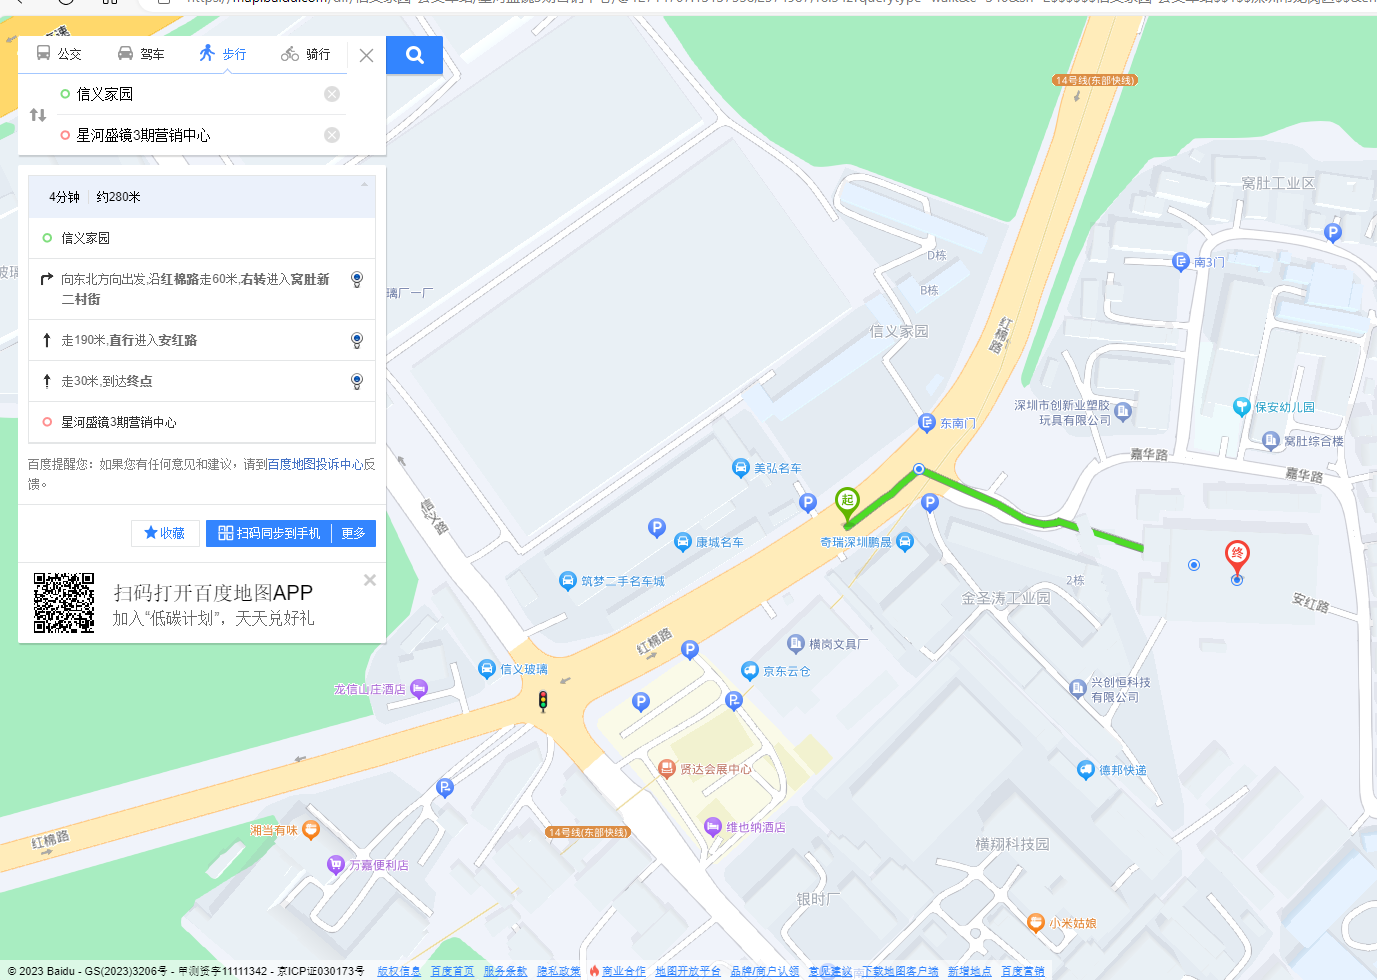 公交
驾车
步行
骑行
信义家园
星河盛镜3期营销中心
4分钟
约280米
信义家园
向东北方向出发,沿红棉路走60米,右转进入窝肚新
二村街
走190米,直行进入安红路
走30米,到达终点
星河盛镜3期营销中心
百度提醒您：如果您有任何意见和建议，请到百度地图投诉中心反
馈。
收藏
扫码同步到手机
更多
扫码打开百度地图APP
加入“低碳计划”，天天兑好礼
14号线(东部快线)
窝肚工业区
南3门
D栋
B栋
璃厂一厂
信义家园
红棉路
深圳市创新业塑胶
玩具有限公司
保安幼儿园
窝肚综合楼
东南门
嘉华路
嘉华路
美弘名车
起
信义路
康城名车
奇瑞深圳鹏晟
终
筑梦二手名车城
2栋
金圣涛工业园
安红路
红棉路
横岗文具厂
信义玻璃
京东云仓
龙信山庄酒店
兴创恒科技
有限公司
贤达会展中心
德邦快递
湘当有味
14号线(东部快线)
维也纳酒店
红棉路
万嘉便利店
横翔科技园
银时厂
小米姑娘
© 2023 Baidu - GS(2023)3206号 - 甲测资字11111342 - 京ICP证030173号
版权信息
百度首页
服务条款
隐私政策
商业合作
地图开放平台
品牌/商户认领
意见建议
下载地图客户端
新增地点
百度营销